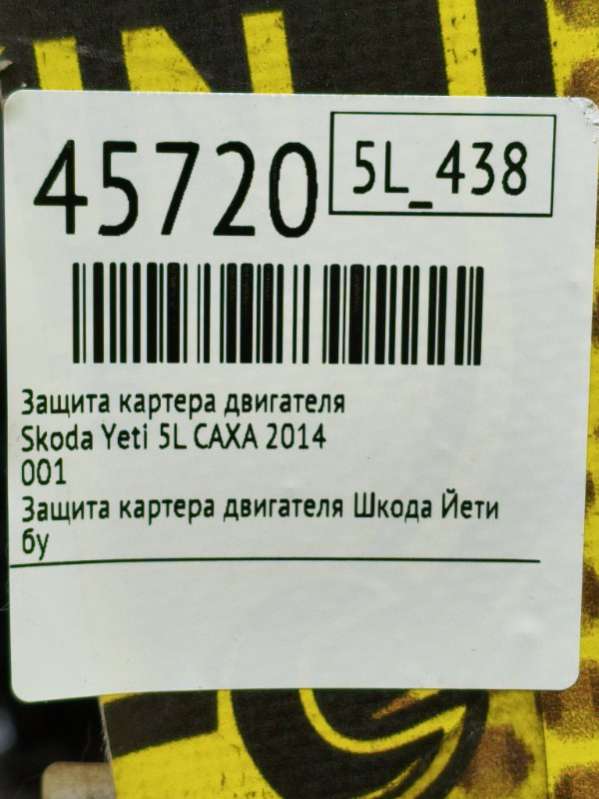 45720
5L_438
Защита картера двигателя
Skoda Yeti 5L CAXA 2014
001
Защита картера двигателя Шкода Йети
бу